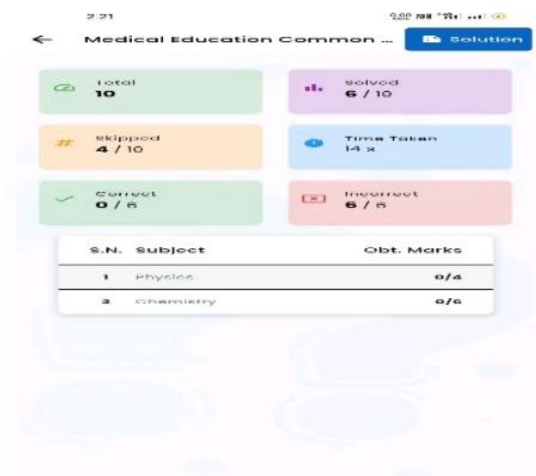 2:21
Medical Education Common ... Solution
Total
10
Solved
6 / 10
Skipped
4 / 10
Time Taken
14 s
Correct
0 / 6
Incorrect
6 / 6
S.N. Subject Obt. Marks
1 Physics 0/4
2 Chemistry 0/6